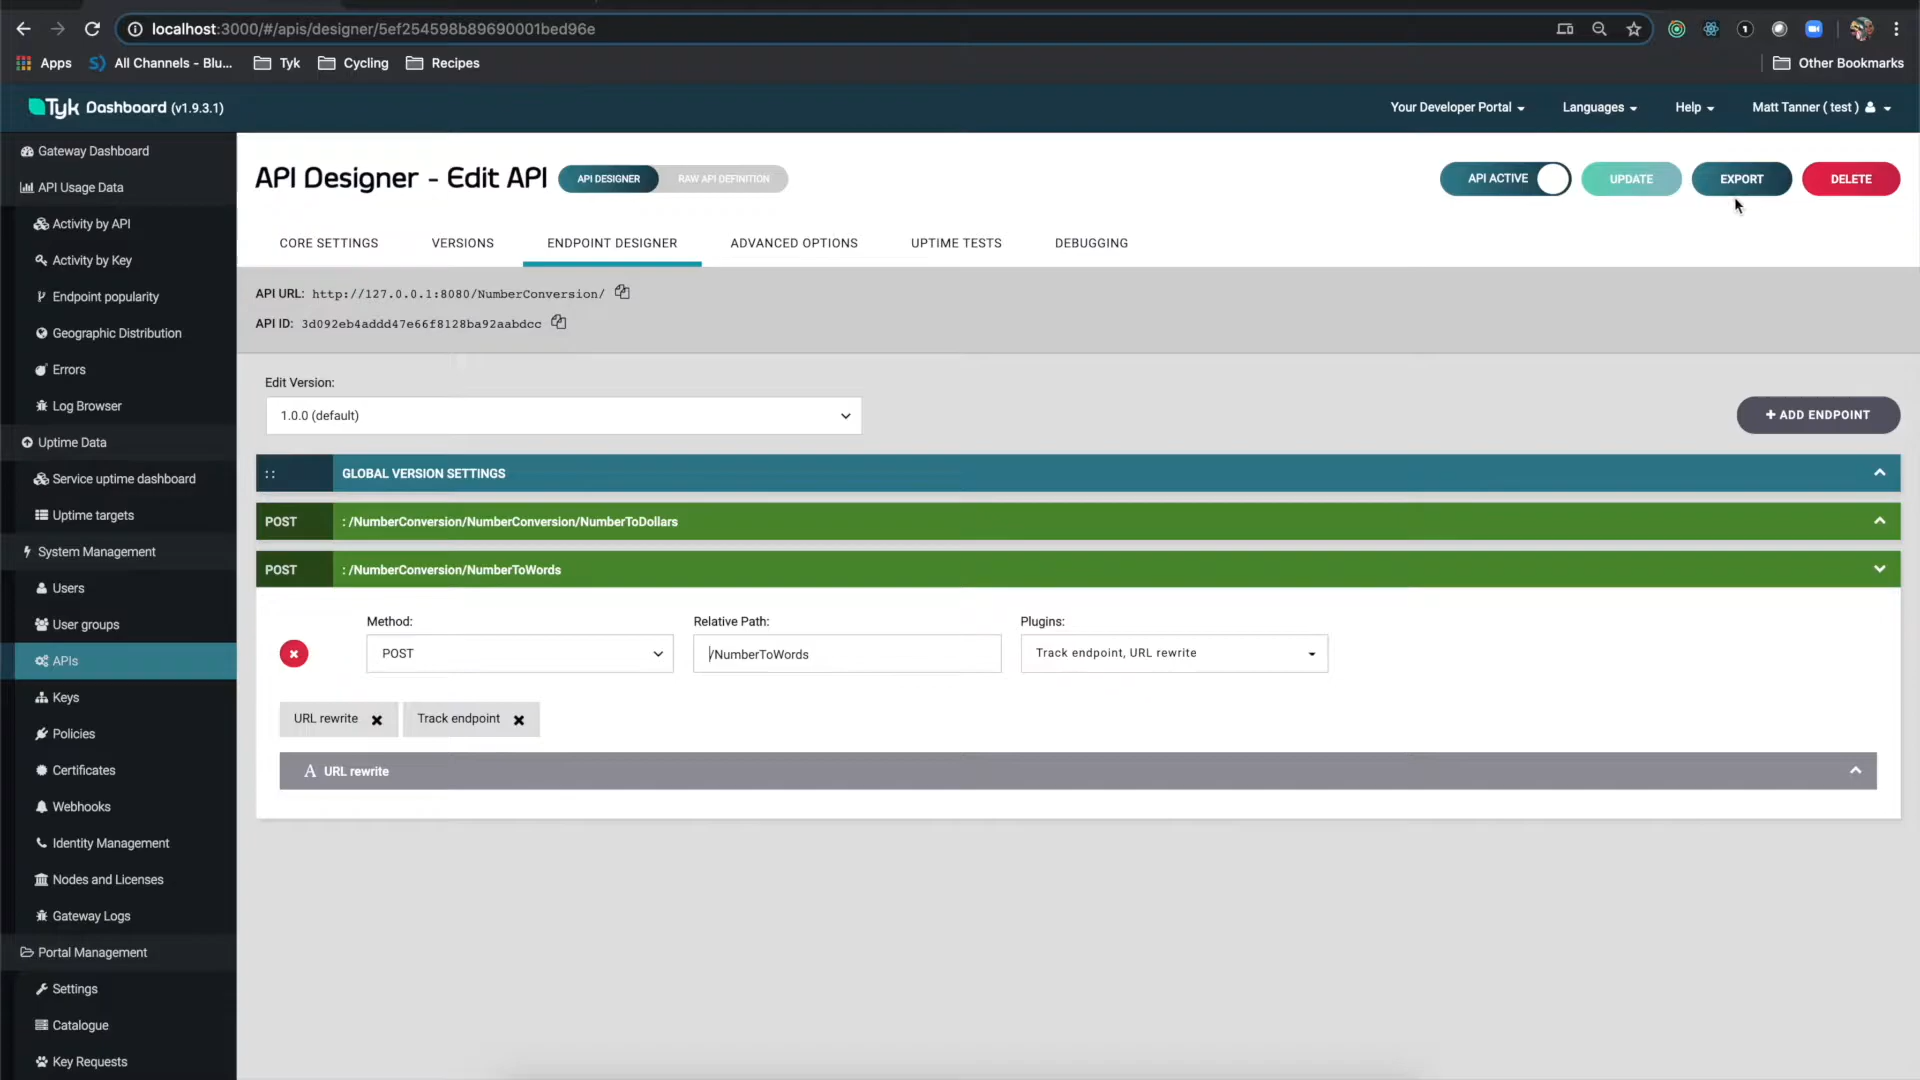 localhost:3000/#/apis/designer/5ef254598b89690001bed96e
Apps
All Channels - Blu...
Tyk
Cycling
Recipes
Other Bookmarks
Tyk Dashboard (v1.9.3.1)
Your Developer Portal
Languages
Help
Matt Tanner ( test )
Gateway Dashboard
API Usage Data
Activity by API
Activity by Key
Endpoint popularity
Geographic Distribution
Errors
Log Browser
Uptime Data
Service uptime dashboard
Uptime targets
System Management
Users
User groups
APIs
Keys
Policies
Certificates
Webhooks
Identity Management
Nodes and Licenses
Gateway Logs
Portal Management
Settings
Catalogue
Key Requests
API Designer - Edit API
API DESIGNER
RAW API DEFINITION
API ACTIVE
UPDATE
EXPORT
DELETE
CORE SETTINGS
VERSIONS
ENDPOINT DESIGNER
ADVANCED OPTIONS
UPTIME TESTS
DEBUGGING
API URL: http://127.0.0.1:8080/NumberConversion/
API ID: 3d092eb4addd47e66f8128ba92aabdcc
Edit Version:
1.0.0 (default)
+ ADD ENDPOINT
:: GLOBAL VERSION SETTINGS
POST : /NumberConversion/NumberConversion/NumberToDollars
POST : /NumberConversion/NumberToWords
Method:
Relative Path:
Plugins:
POST
/NumberToWords
Track endpoint, URL rewrite
URL rewrite
Track endpoint
A URL rewrite